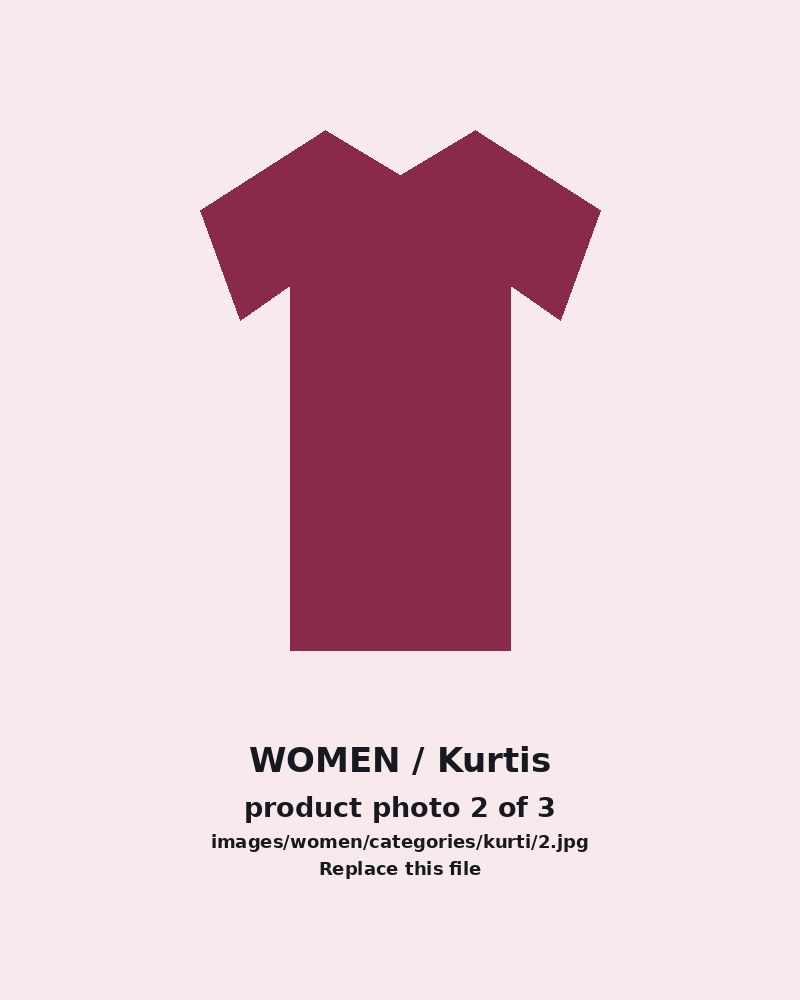 WOMEN / Kurtis
product photo 2 of 3
images/women/categories/kurti/2.jpg
Replace this file